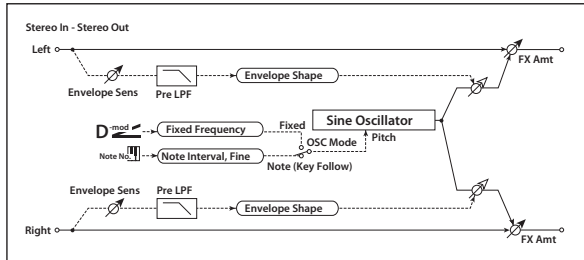 Stereo In - Stereo Out
Left
FX Amt
Envelope Sens
Pre LPF
Envelope Shape
D-mod
Fixed Frequency
Fixed
Sine Oscillator
OSC Mode
Pitch
Note No.
Note Interval, Fine
Note (Key Follow)
Envelope Sens
Pre LPF
Envelope Shape
Right
FX Amt